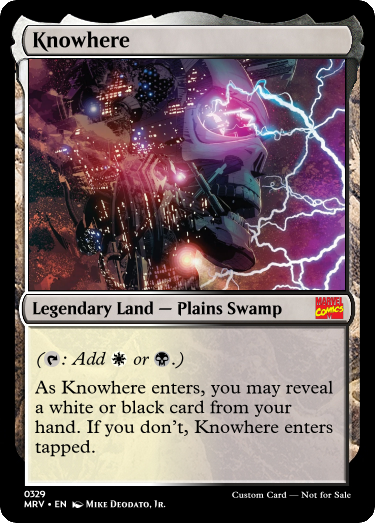 Knowhere
Legendary Land — Plains Swamp
MARVEL
COMICS
(: Add or .)
As Knowhere enters, you may reveal
a white or black card from your
hand. If you don't, Knowhere enters
tapped.
0329
MRV • EN Mike Deodato, Jr.
Custom Card — Not for Sale